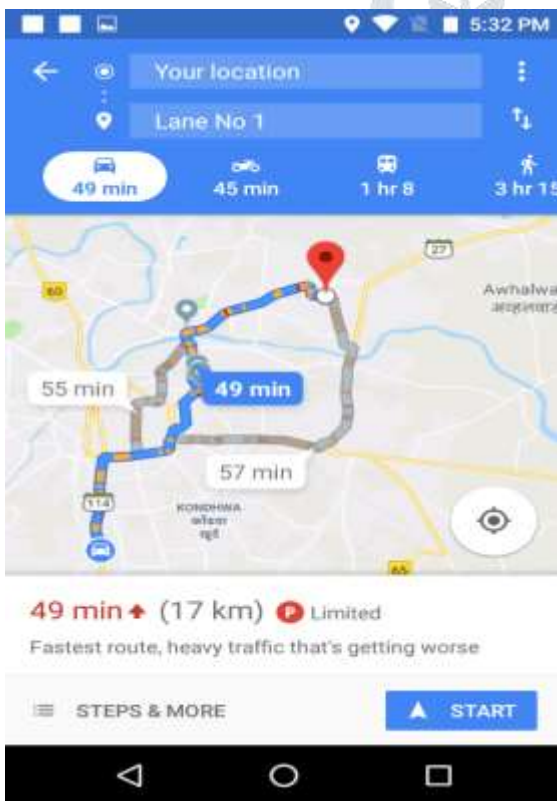 5:32 PM
Your location
Lane No 1
49 min
45 min
1 hr 8
3 hr 15
27
60
Awhalwa
55 min
49 min
57 min
114
KONDHWA
कोंढवा
खुर्द
65
49 min (17 km) P Limited
Fastest route, heavy traffic that's getting worse
STEPS & MORE
START